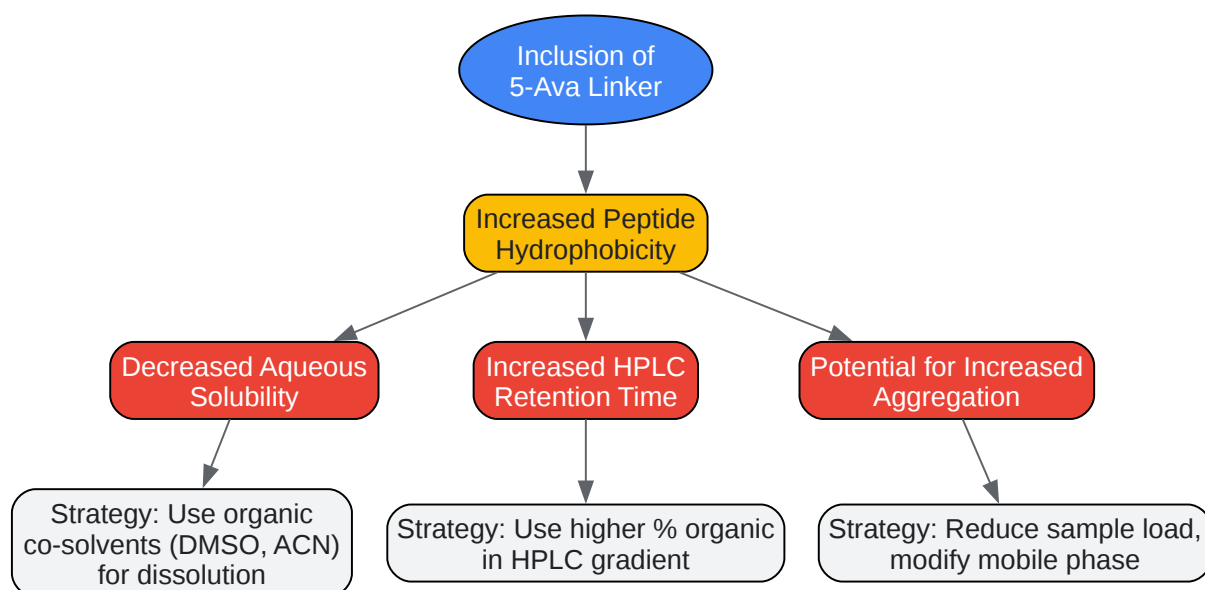 Inclusion of
5-Ava Linker
Increased Peptide
Hydrophobicity
Decreased Aqueous
Solubility
Increased HPLC
Retention Time
Potential for Increased
Aggregation
Strategy: Use organic
co-solvents (DMSO, ACN)
for dissolution
Strategy: Use higher % organic
in HPLC gradient
Strategy: Reduce sample load,
modify mobile phase